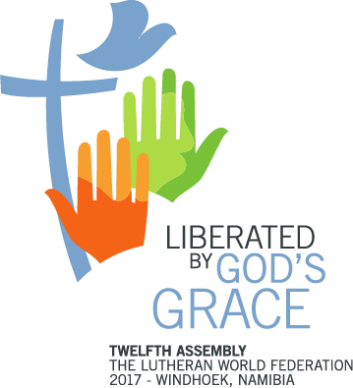 LIBERATED
BY GOD'S
GRACE
TWELFTH ASSEMBLY
THE LUTHERAN WORLD FEDERATION
2017 - WINDHOEK, NAMIBIA